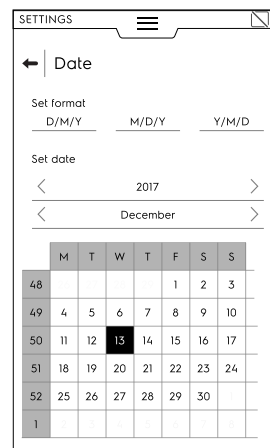 SETTINGS
Date
Set format
D/M/Y M/D/Y Y/M/D
Set date
2017
December
M T W T F S S
48 1 2 3
49 4 5 6 7 8 9 10
50 11 12 13 14 15 16 17
51 18 19 20 21 22 23 24
52 25 26 27 28 29 30
1